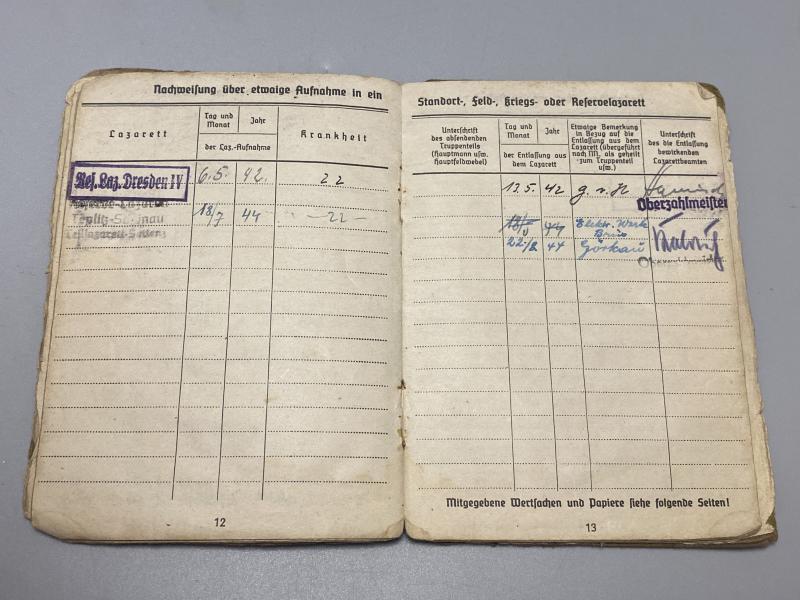 Nachweisung über etwaige Aufnahme in ein
Lazarett
Tag und Monat
Jahr
der Laz.-Aufnahme
Krankheit
Res. Laz. Dresden IV
6.5.
42.
22
18/7
44
-22-
12
Standort-, Feld-, Kriegs- oder Reservelazarett
Unterschrift
des absendenden
Truppenteils
(Hauptmann usw.
Hauptfeldwebel)
Tag und Monat
Jahr
der Entlassung aus
dem Lazarett
Etwaige Bemerkung
in Bezug auf die
Entlassung aus dem
Lazarett (übergeführt
nach NN, als geheilt
zum Truppenteil
usw.)
Unterschrift
des die Entlassung
bewirkenden
Lazarettbeamten
13.5.
42
g. v. H
Oberzahlmeister
44
Elektr. Werk
22/8
44
Görkau
Mitgegebene Wertsachen und Papiere siehe folgende Seiten!
13